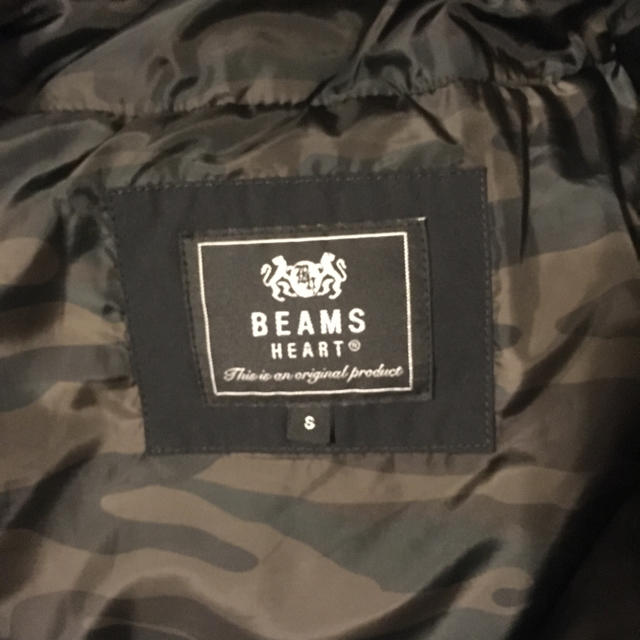 BEAMS
HEART®
This is an original product
S